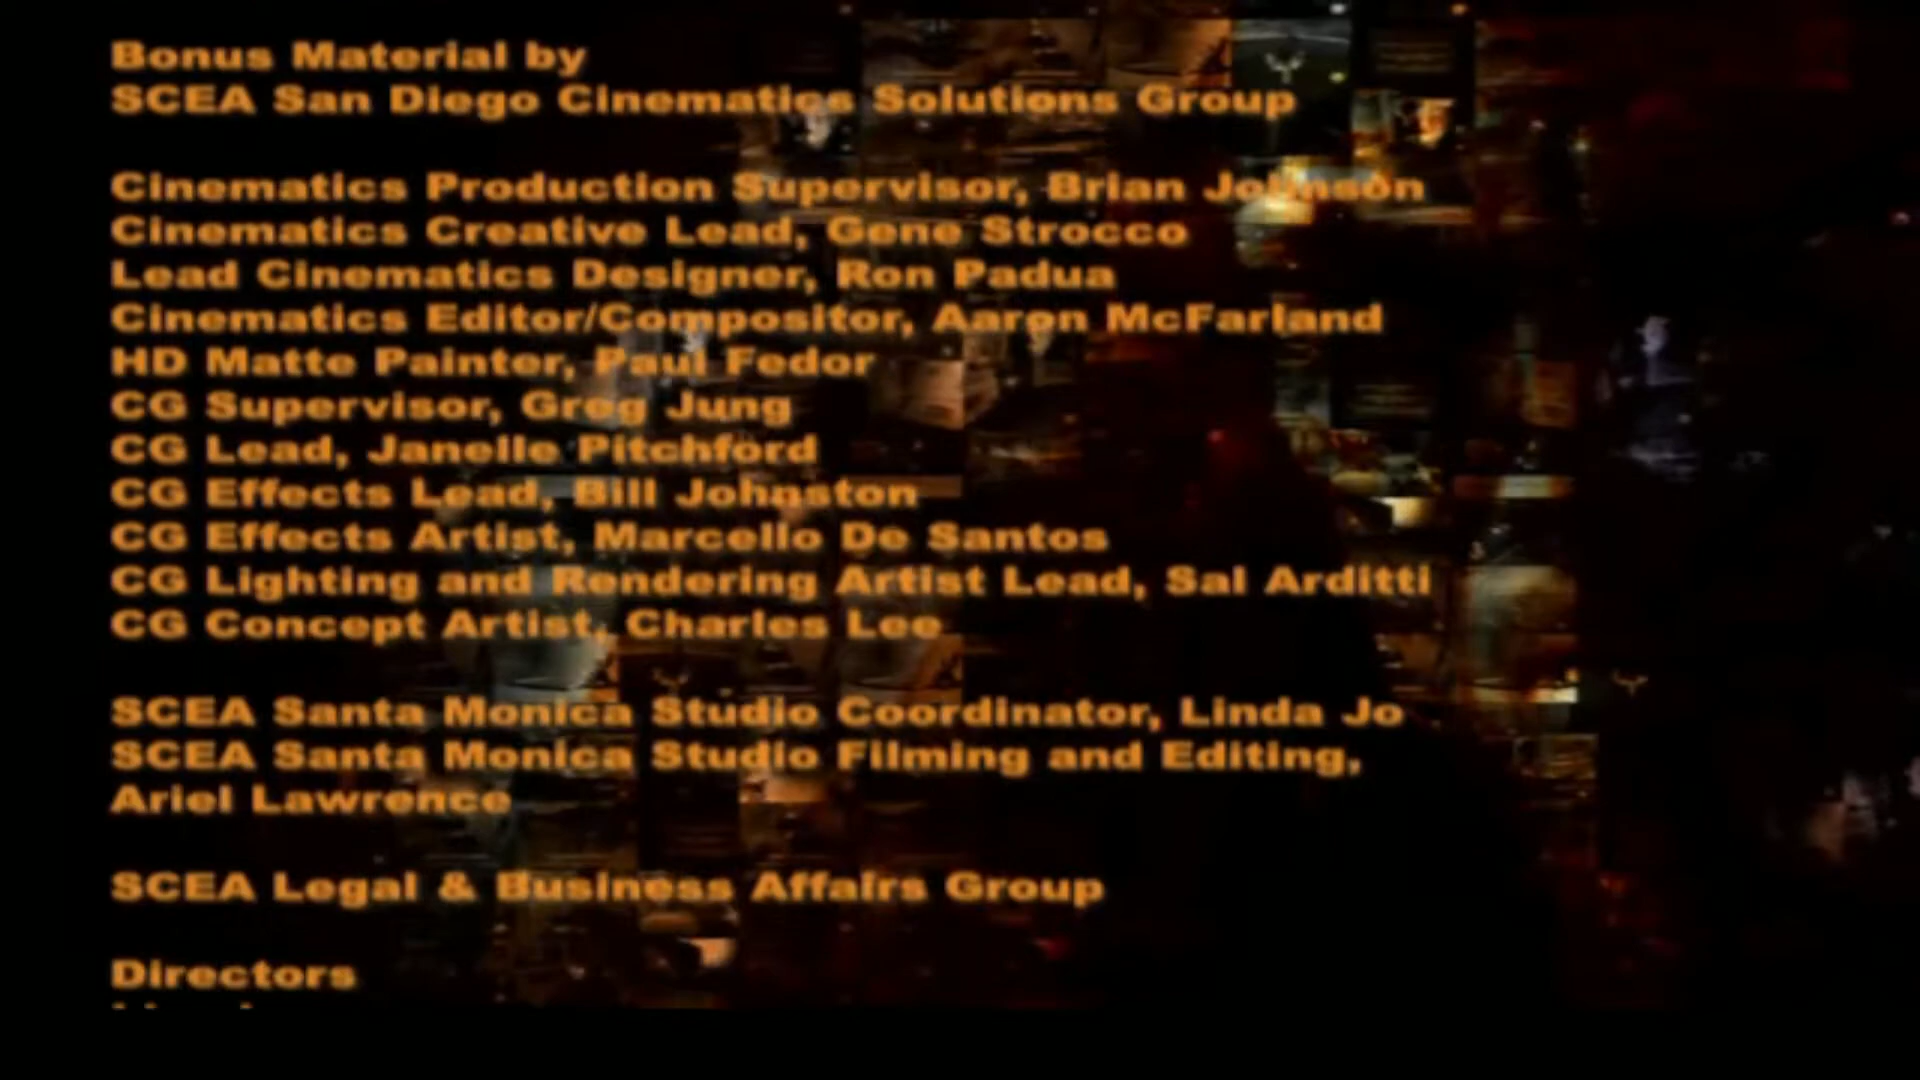 Bonus Material by
SCEA San Diego Cinematics Solutions Group
Cinematics Production Supervisor, Brian Johnson
Cinematics Creative Lead, Gene Strocco
Lead Cinematics Designer, Ron Padua
Cinematics Editor/Compositor, Aaron McFarland
HD Matte Painter, Paul Fedor
CG Supervisor, Greg Jung
CG Lead, Janelle Pitchford
CG Effects Lead, Bill Johnston
CG Effects Artist, Marcello De Santos
CG Lighting and Rendering Artist Lead, Sal Arditti
CG Concept Artist, Charles Lee
SCEA Santa Monica Studio Coordinator, Linda Jo
SCEA Santa Monica Studio Filming and Editing,
Ariel Lawrence
SCEA Legal & Business Affairs Group
Directors